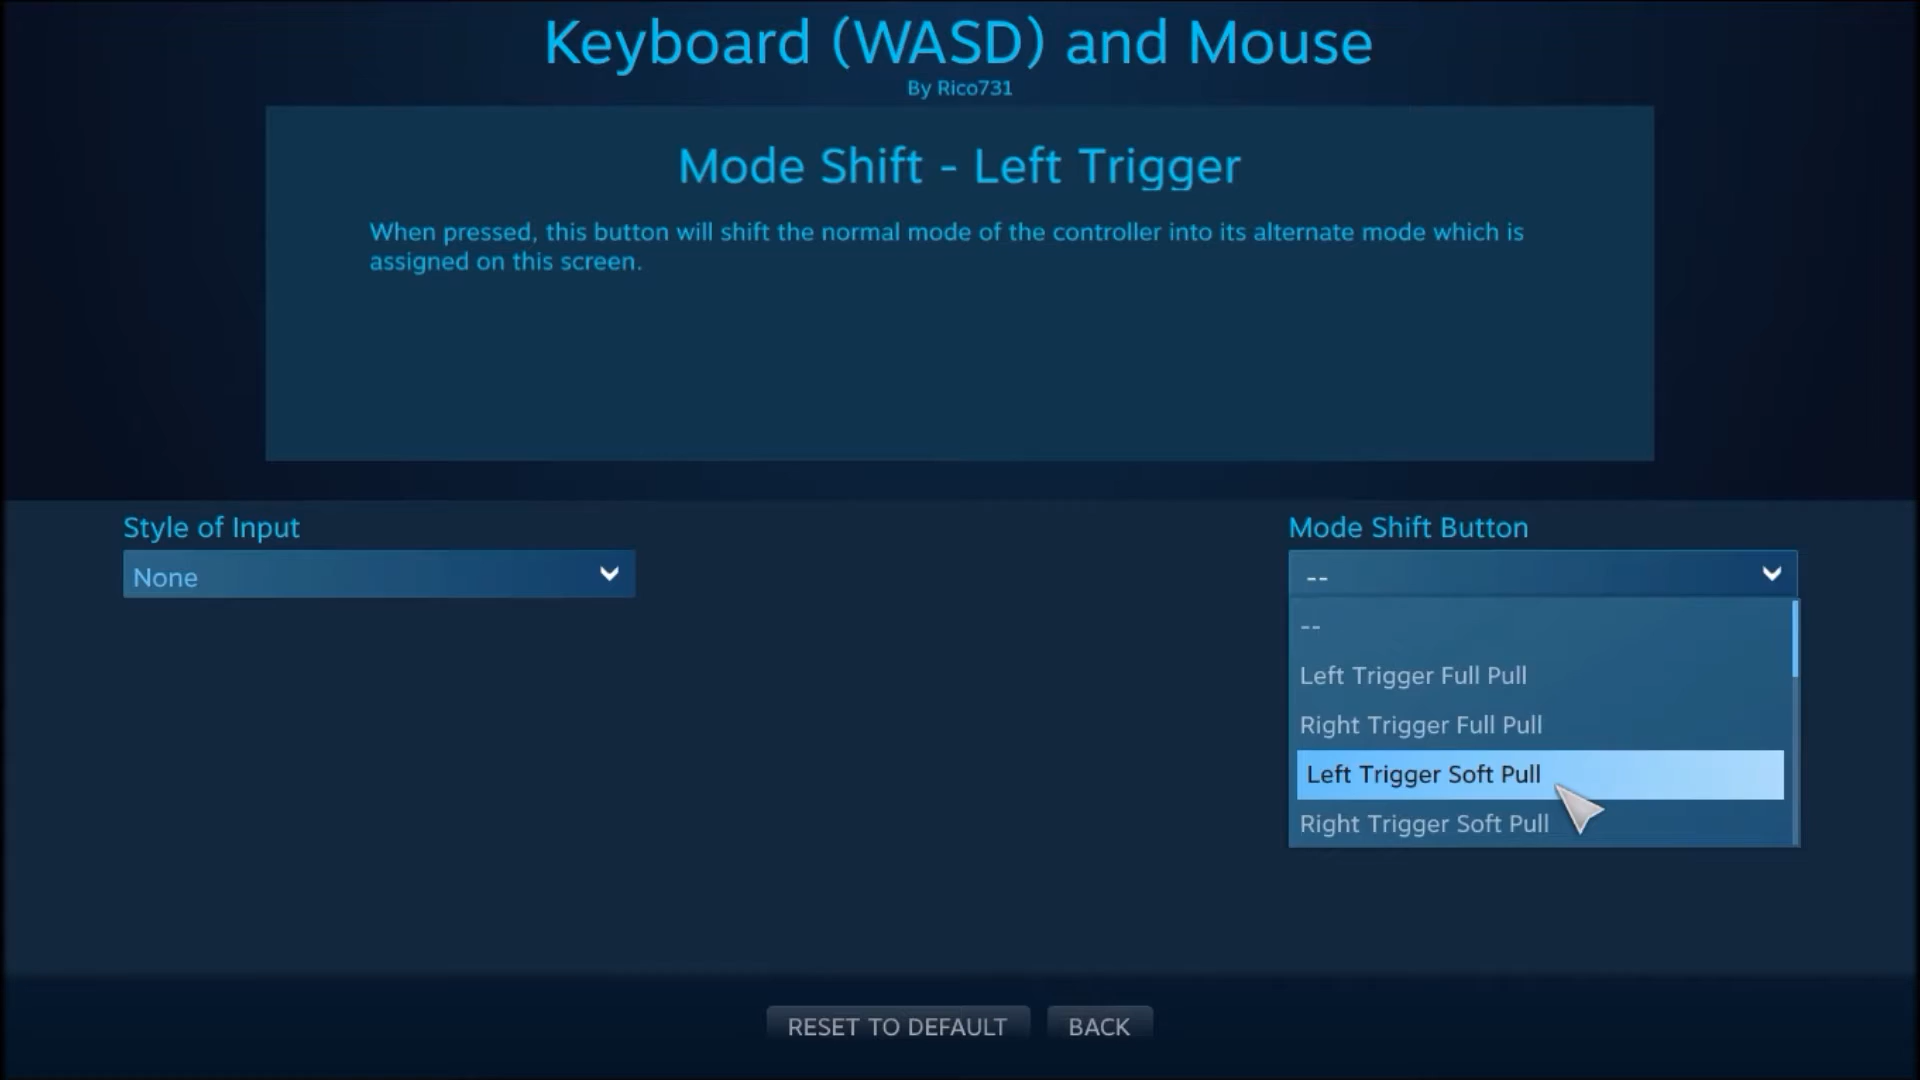 Keyboard (WASD) and Mouse
By Rico731
Mode Shift - Left Trigger
When pressed, this button will shift the normal mode of the controller into its alternate mode which is
assigned on this screen.
Style of Input
None
Mode Shift Button
--
--
Left Trigger Full Pull
Right Trigger Full Pull
Left Trigger Soft Pull
Right Trigger Soft Pull
RESET TO DEFAULT
BACK